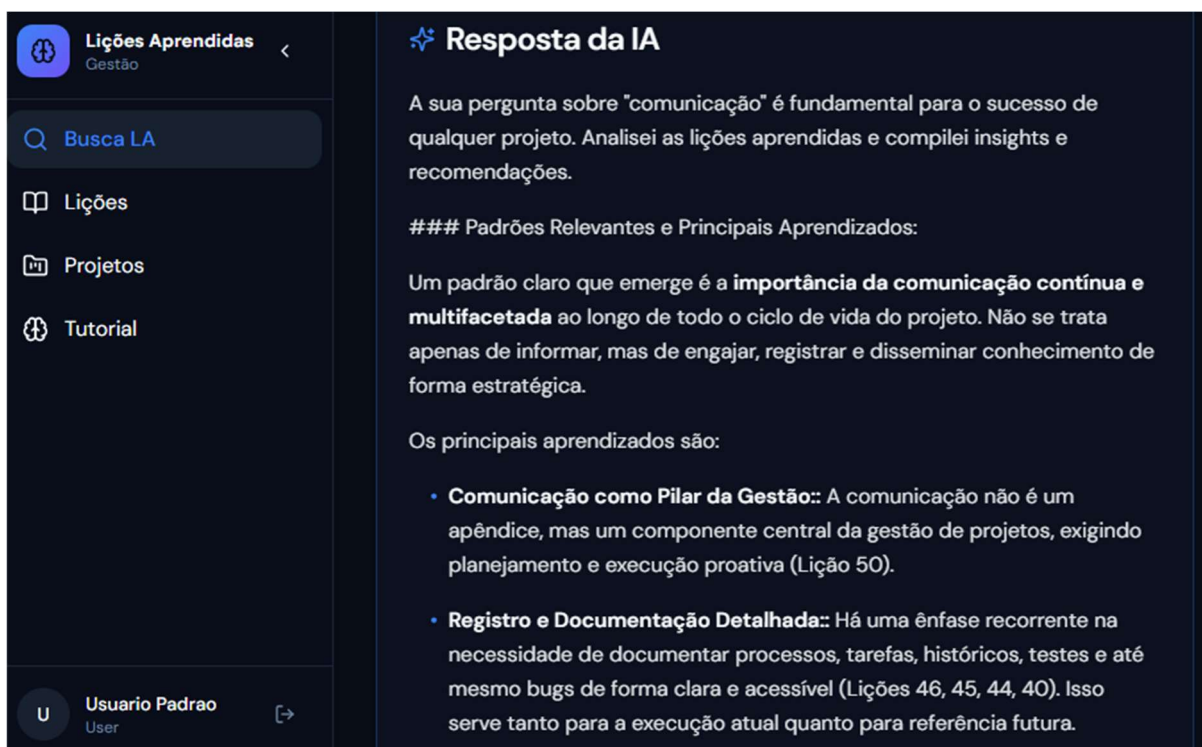 Lições Aprendidas
Gestão
Busca LA
Lições
Projetos
Tutorial
U
Usuario Padrao
User
Resposta da IA
A sua pergunta sobre "comunicação" é fundamental para o sucesso de
qualquer projeto. Analisei as lições aprendidas e compilei insights e
recomendações.
### Padrões Relevantes e Principais Aprendizados:
Um padrão claro que emerge é a importância da comunicação contínua e
multifacetada ao longo de todo o ciclo de vida do projeto. Não se trata
apenas de informar, mas de engajar, registrar e disseminar conhecimento de
forma estratégica.
Os principais aprendizados são:
• Comunicação como Pilar da Gestão:: A comunicação não é um
apêndice, mas um componente central da gestão de projetos, exigindo
planejamento e execução proativa (Lição 50).
• Registro e Documentação Detalhada:: Há uma ênfase recorrente na
necessidade de documentar processos, tarefas, históricos, testes e até
mesmo bugs de forma clara e acessível (Lições 46, 45, 44, 40). Isso
serve tanto para a execução atual quanto para referência futura.